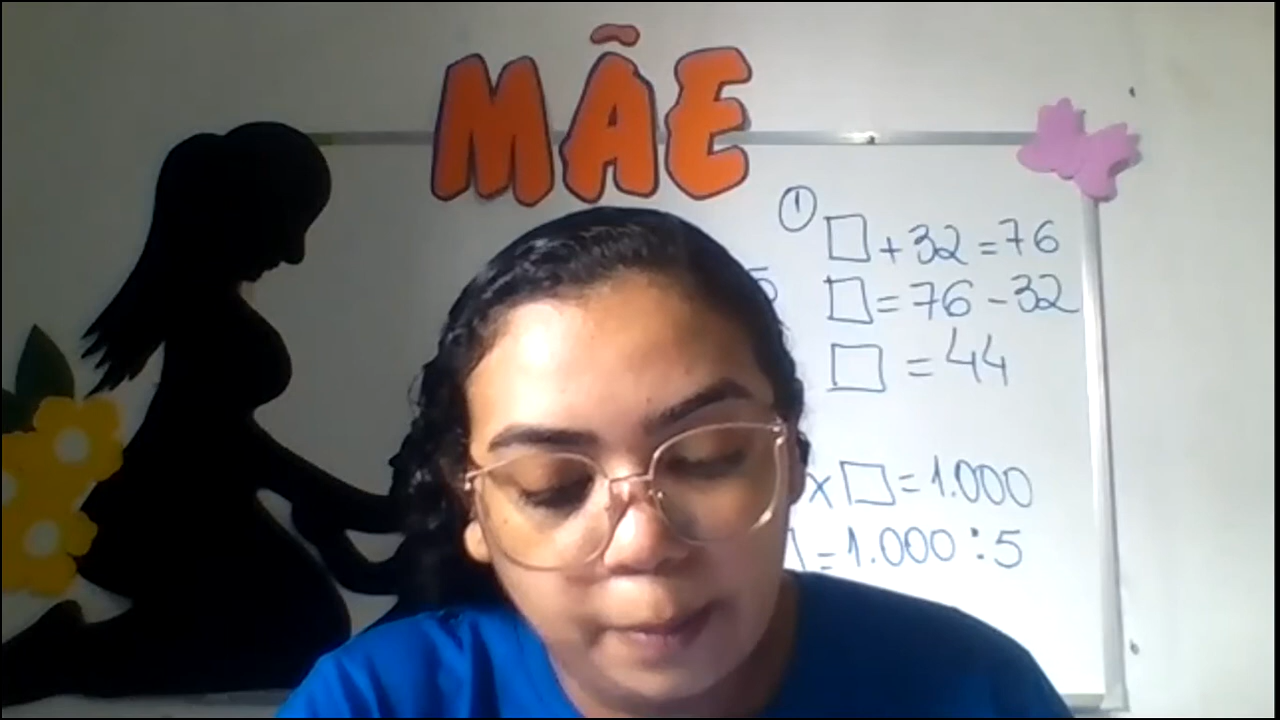 MÃE
①
□ + 32 = 76
□ = 76 - 32
□ = 44
x □ = 1.000
= 1.000 : 5